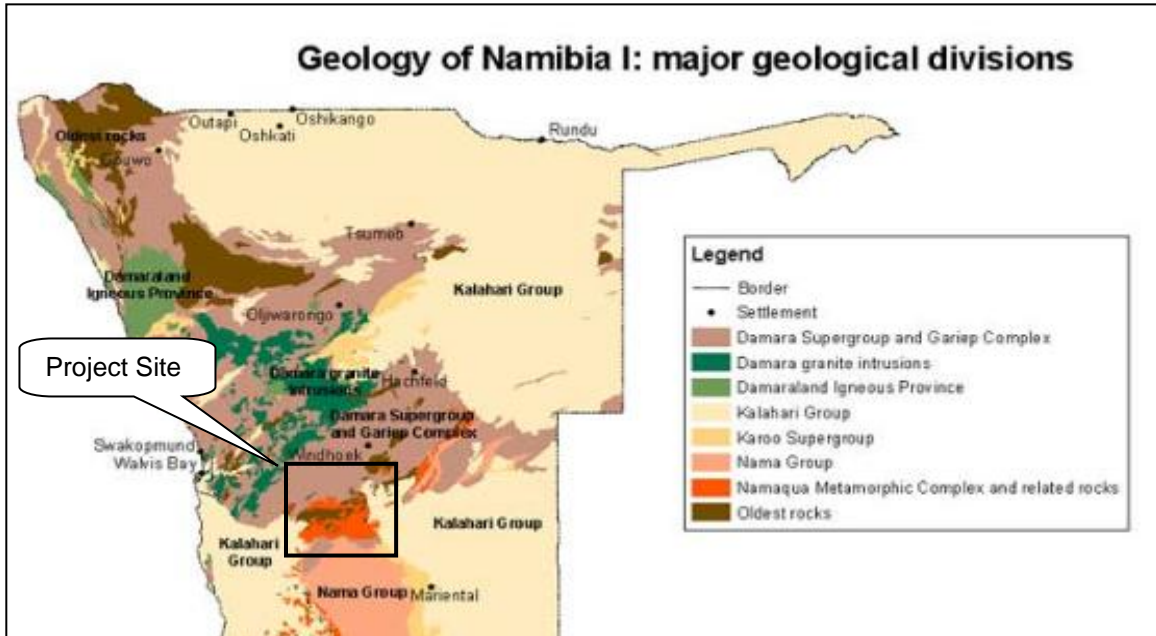 Geology of Namibia I: major geological divisions
Oldest rocks
Opuwo
Outapi
Oshkati
Oshikango
Rundu
Tsumeb
Damaraland
Igneous Province
Kalahari Group
Otjiwarongo
Project Site
Damara granite
intrusions
Hochfeld
Damara Supergroup
and Gariep Complex
Swakopmund
Walvis Bay
Windhoek
Kalahari Group
Kalahari
Group
Nama Group
Mariental
Legend
Border
Settlement
Damara Supergroup and Gariep Complex
Damara granite intrusions
Damaraland Igneous Province
Kalahari Group
Karoo Supergroup
Nama Group
Namaqua Metamorphic Complex and related rocks
Oldest rocks